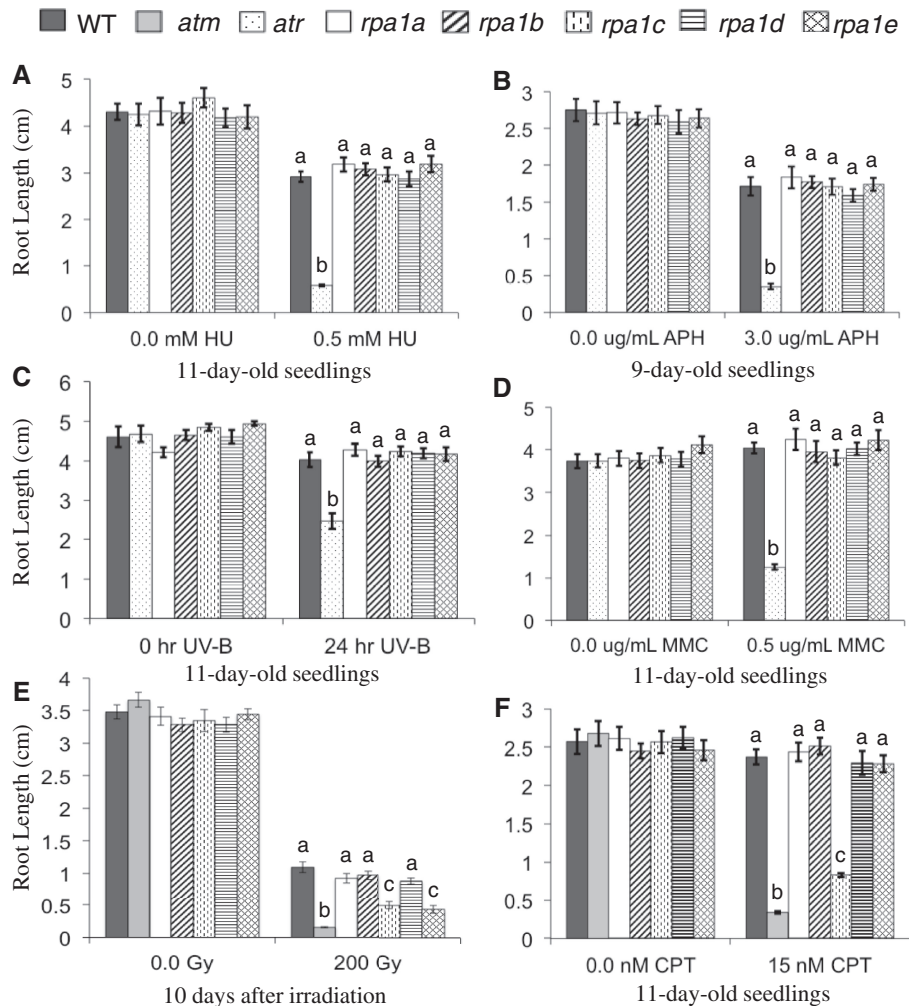 WT atm atr rpa1a rpa1b rpa1c rpa1d rpa1e
A
Root Length (cm)
5
4
3
2
1
0
a a a a a a
b
0.0 mM HU 0.5 mM HU
11-day-old seedlings
B
3
2.5
2
1.5
1
0.5
0
a a a a a a
b
0.0 ug/mL APH 3.0 ug/mL APH
9-day-old seedlings
C
Root Length (cm)
6
5
4
3
2
1
0
a a a a a a
b
0 hr UV-B 24 hr UV-B
11-day-old seedlings
D
5
4
3
2
1
0
a a a a a a
b
0.0 ug/mL MMC 0.5 ug/mL MMC
11-day-old seedlings
E
Root Length (cm)
4
3.5
3
2.5
2
1.5
1
0.5
0
a b a a c a c
0.0 Gy 200 Gy
10 days after irradiation
F
3
2.5
2
1.5
1
0.5
0
a b a a c a a
0.0 nM CPT 15 nM CPT
11-day-old seedlings